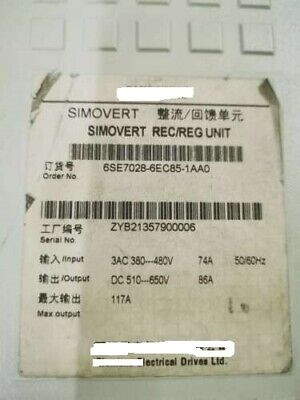 SIMOVERT 整流/回馈单元
SIMOVERT REC/REG UNIT
订货号
Order No.
6SE7028-6EC85-1AA0
工厂编号
Serial No.
ZYB21357900006
输入/Input 3AC 380---480V 74A 50/60Hz
输出/Output DC 510---650V 86A
最大输出 117A
Max.output
Electrical Drives Ltd.